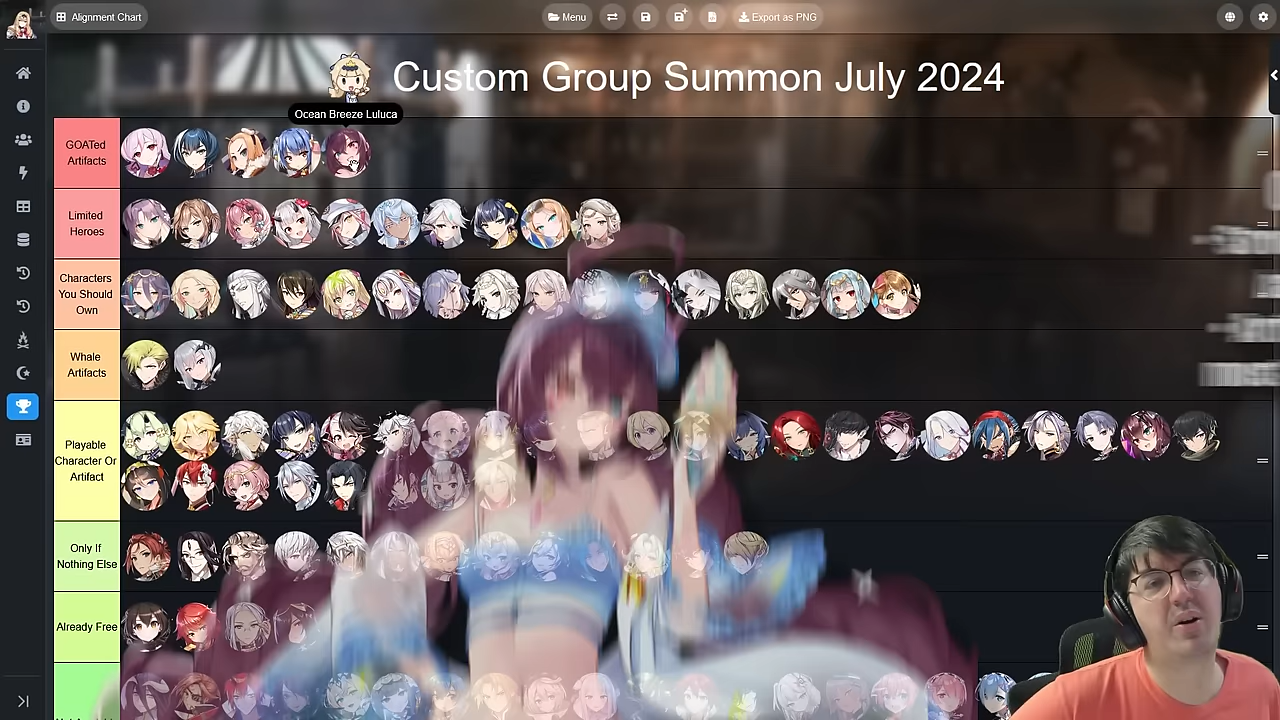 Alignment Chart
Menu
Export as PNG
Custom Group Summon July 2024
Ocean Breeze Luluca
GOATed
Artifacts
Limited
Heroes
Characters
You Should
Own
Whale
Artifacts
Playable
Character Or
Artifact
Only If
Nothing Else
Already Free